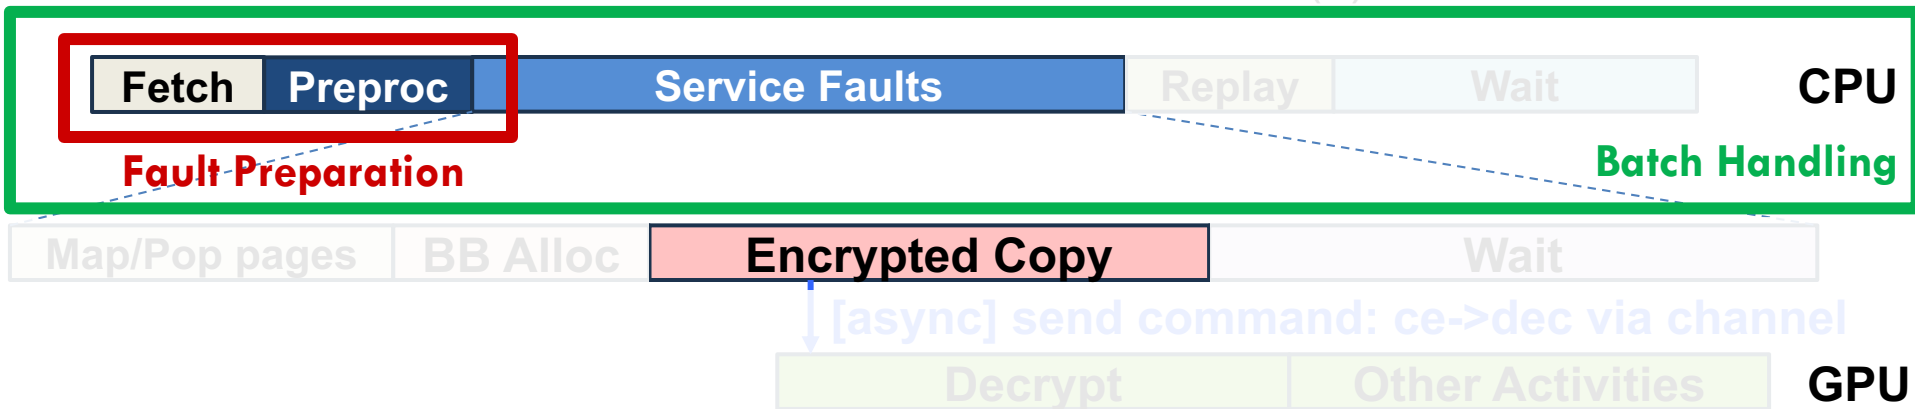 Fetch Preproc Service Faults Replay Wait CPU
Fault Preparation Batch Handling
Map/Pop pages BB Alloc Encrypted Copy Wait
[async] send command: ce->dec via channel
Decrypt Other Activities GPU